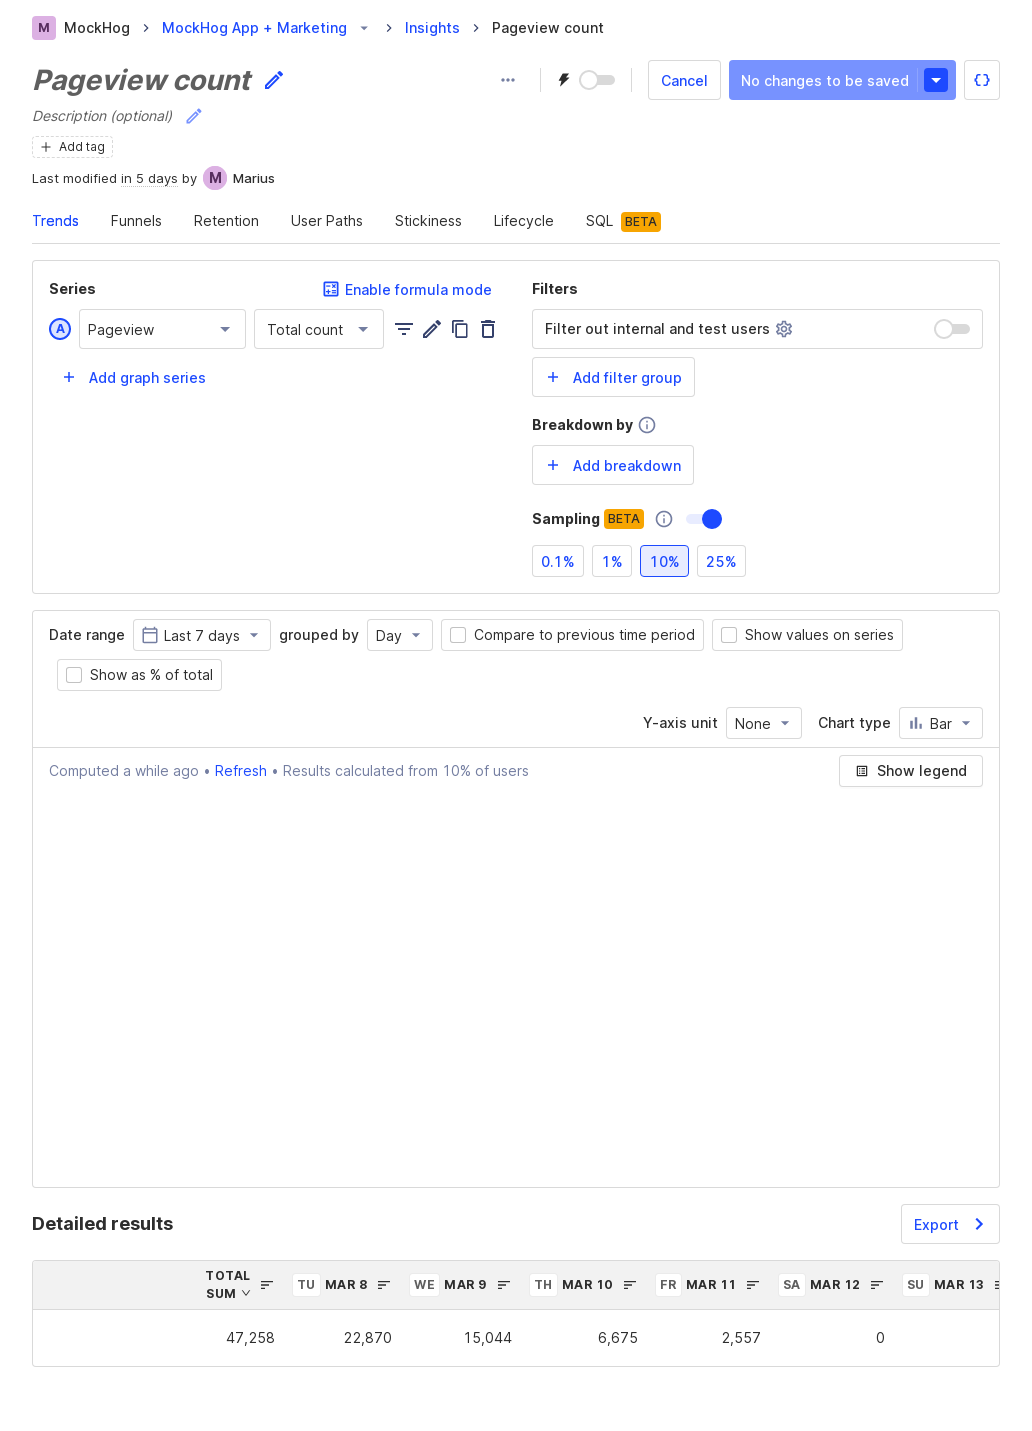 M MockHog > MockHog App + Marketing > Insights > Pageview count
Pageview count
Cancel No changes to be saved {}
Description (optional)
+ Add tag
Last modified in 5 days by M Marius
Trends Funnels Retention User Paths Stickiness Lifecycle SQL BETA
Series Enable formula mode
A Pageview Total count
+ Add graph series
Filters
Filter out internal and test users
+ Add filter group
Breakdown by
+ Add breakdown
Sampling BETA
0.1% 1% 10% 25%
Date range Last 7 days grouped by Day Compare to previous time period Show values on series
Show as % of total
Y-axis unit None Chart type Bar
Computed a while ago • Refresh • Results calculated from 10% of users Show legend
Detailed results Export
TOTAL
SUM TU MAR 8 WE MAR 9 TH MAR 10 FR MAR 11 SA MAR 12 SU MAR 13
47,258 22,870 15,044 6,675 2,557 0